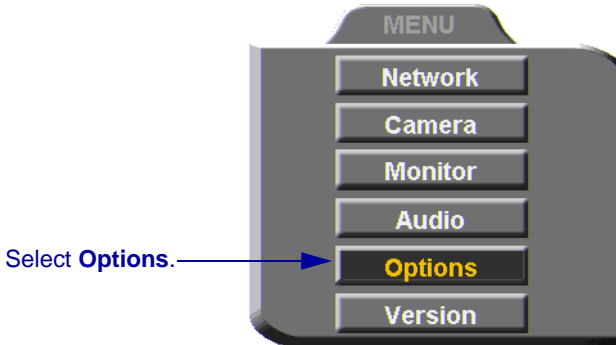 MENU
Network
Camera
Monitor
Audio
Select Options.
Options
Version